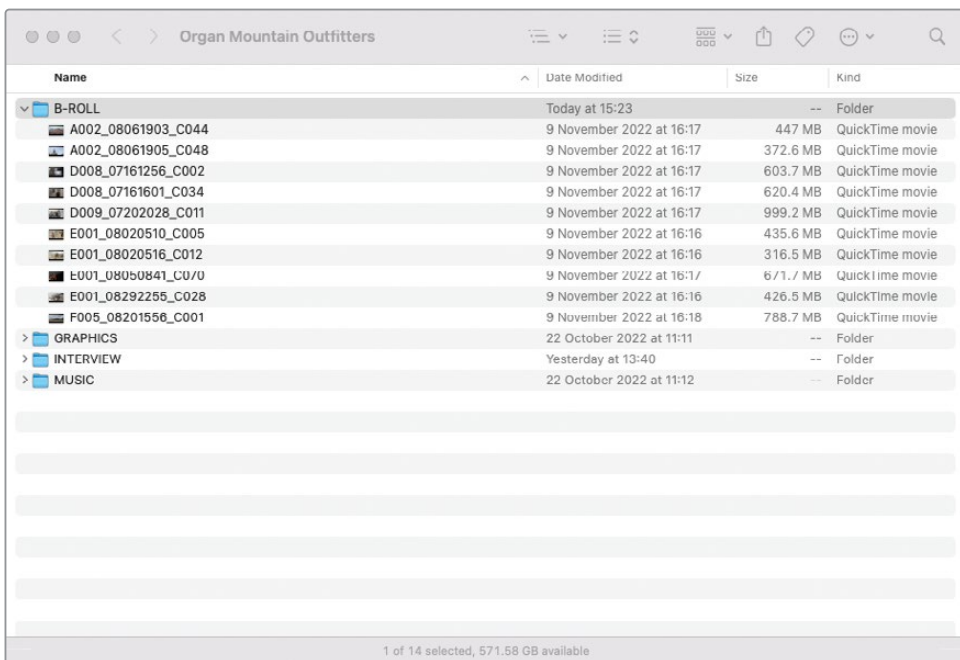 Organ Mountain Outfitters
Name Date Modified Size Kind
B-ROLL Today at 15:23 -- Folder
A002_08061903_C044 9 November 2022 at 16:17 447 MB QuickTime movie
A002_08061905_C048 9 November 2022 at 16:17 372.6 MB QuickTime movie
D008_07161256_C002 9 November 2022 at 16:17 603.7 MB QuickTime movie
D008_07161601_C034 9 November 2022 at 16:17 620.4 MB QuickTime movie
D009_07202028_C011 9 November 2022 at 16:17 999.2 MB QuickTime movie
E001_08020510_C005 9 November 2022 at 16:16 435.6 MB QuickTime movie
E001_08020516_C012 9 November 2022 at 16:16 316.5 MB QuickTime movie
E001_08050841_C070 9 November 2022 at 16:17 671.7 MB QuickTime movie
E001_08292255_C028 9 November 2022 at 16:16 426.5 MB QuickTime movie
F005_08201556_C001 9 November 2022 at 16:18 788.7 MB QuickTime movie
GRAPHICS 22 October 2022 at 11:11 -- Folder
INTERVIEW Yesterday at 13:40 -- Folder
MUSIC 22 October 2022 at 11:12 -- Folder
1 of 14 selected, 571.58 GB available